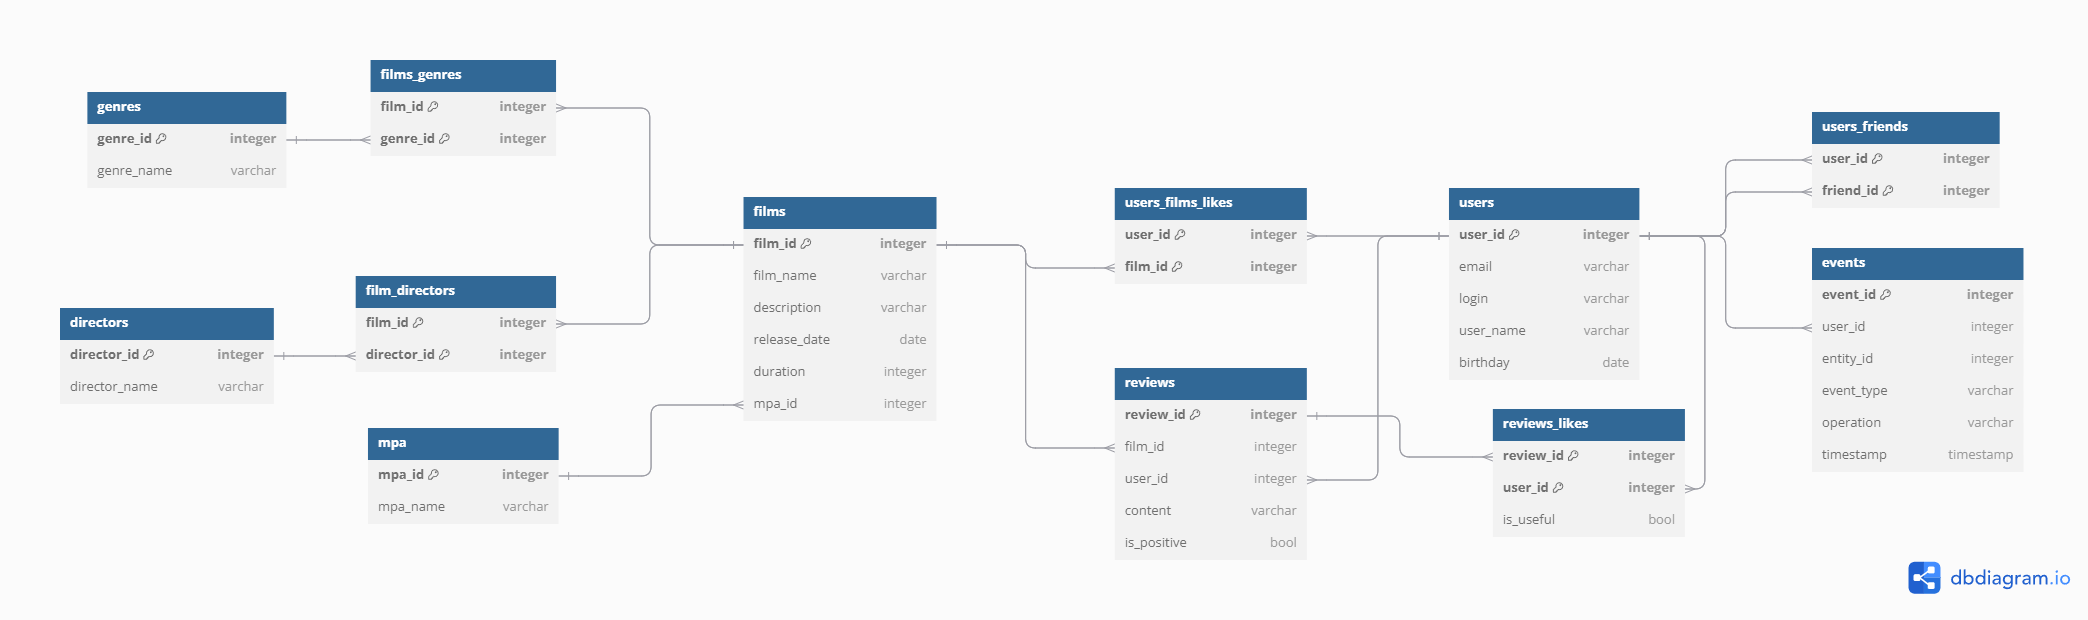 genres
genre_id integer
genre_name varchar
films_genres
film_id integer
genre_id integer
directors
director_id integer
director_name varchar
film_directors
film_id integer
director_id integer
mpa
mpa_id integer
mpa_name varchar
films
film_id integer
film_name varchar
description varchar
release_date date
duration integer
mpa_id integer
users_films_likes
user_id integer
film_id integer
reviews
review_id integer
film_id integer
user_id integer
content varchar
is_positive bool
users
user_id integer
email varchar
login varchar
user_name varchar
birthday date
reviews_likes
review_id integer
user_id integer
is_useful bool
users_friends
user_id integer
friend_id integer
events
event_id integer
user_id integer
entity_id integer
event_type varchar
operation varchar
timestamp timestamp
dbdiagram.io